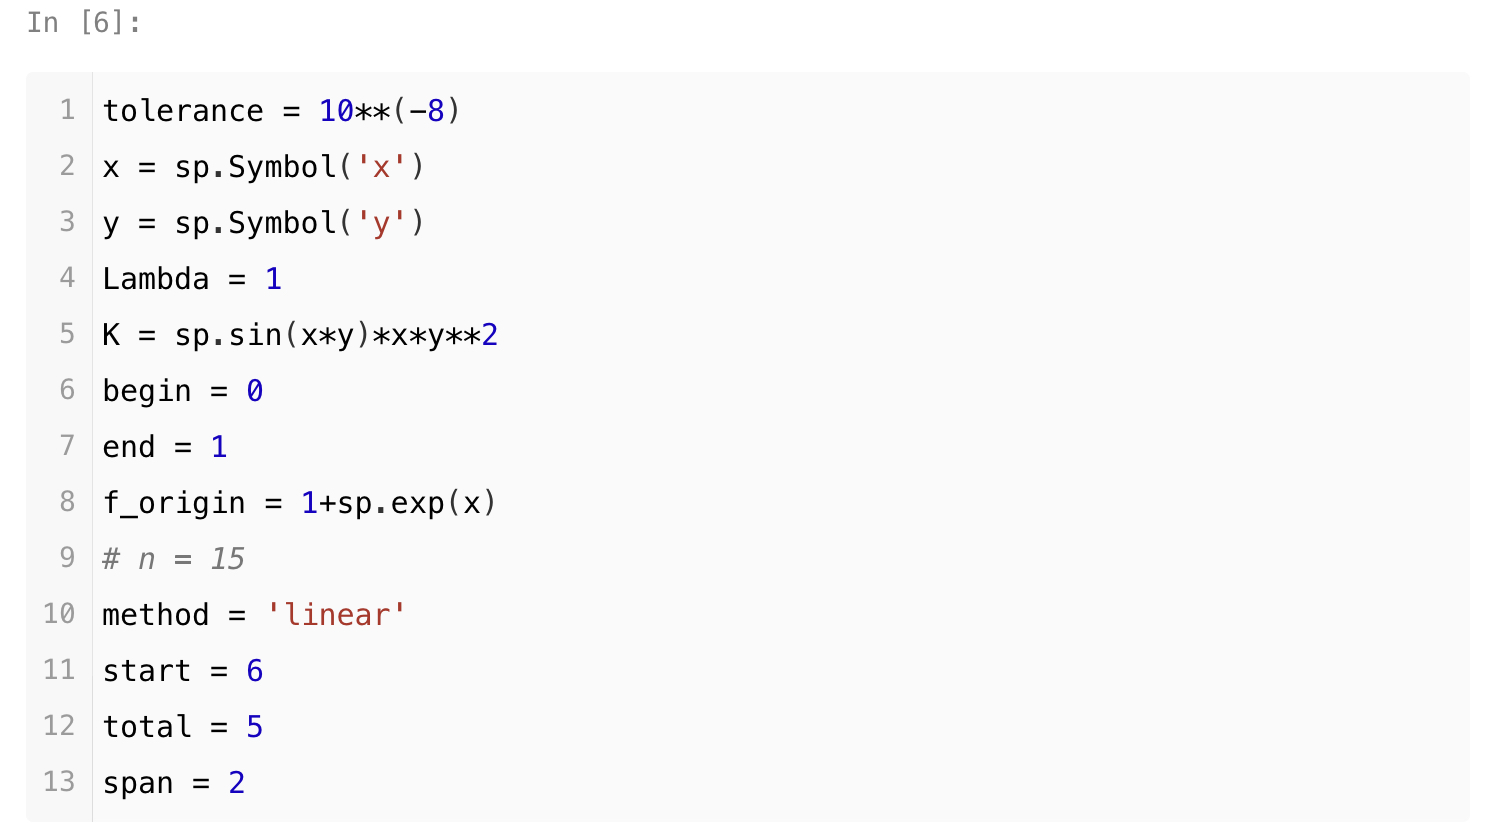 In [6]:
1 tolerance = 10**(-8)
2 x = sp.Symbol('x')
3 y = sp.Symbol('y')
4 Lambda = 1
5 K = sp.sin(x*y)*x*y**2
6 begin = 0
7 end = 1
8 f_origin = 1+sp.exp(x)
9 # n = 15
10 method = 'linear'
11 start = 6
12 total = 5
13 span = 2